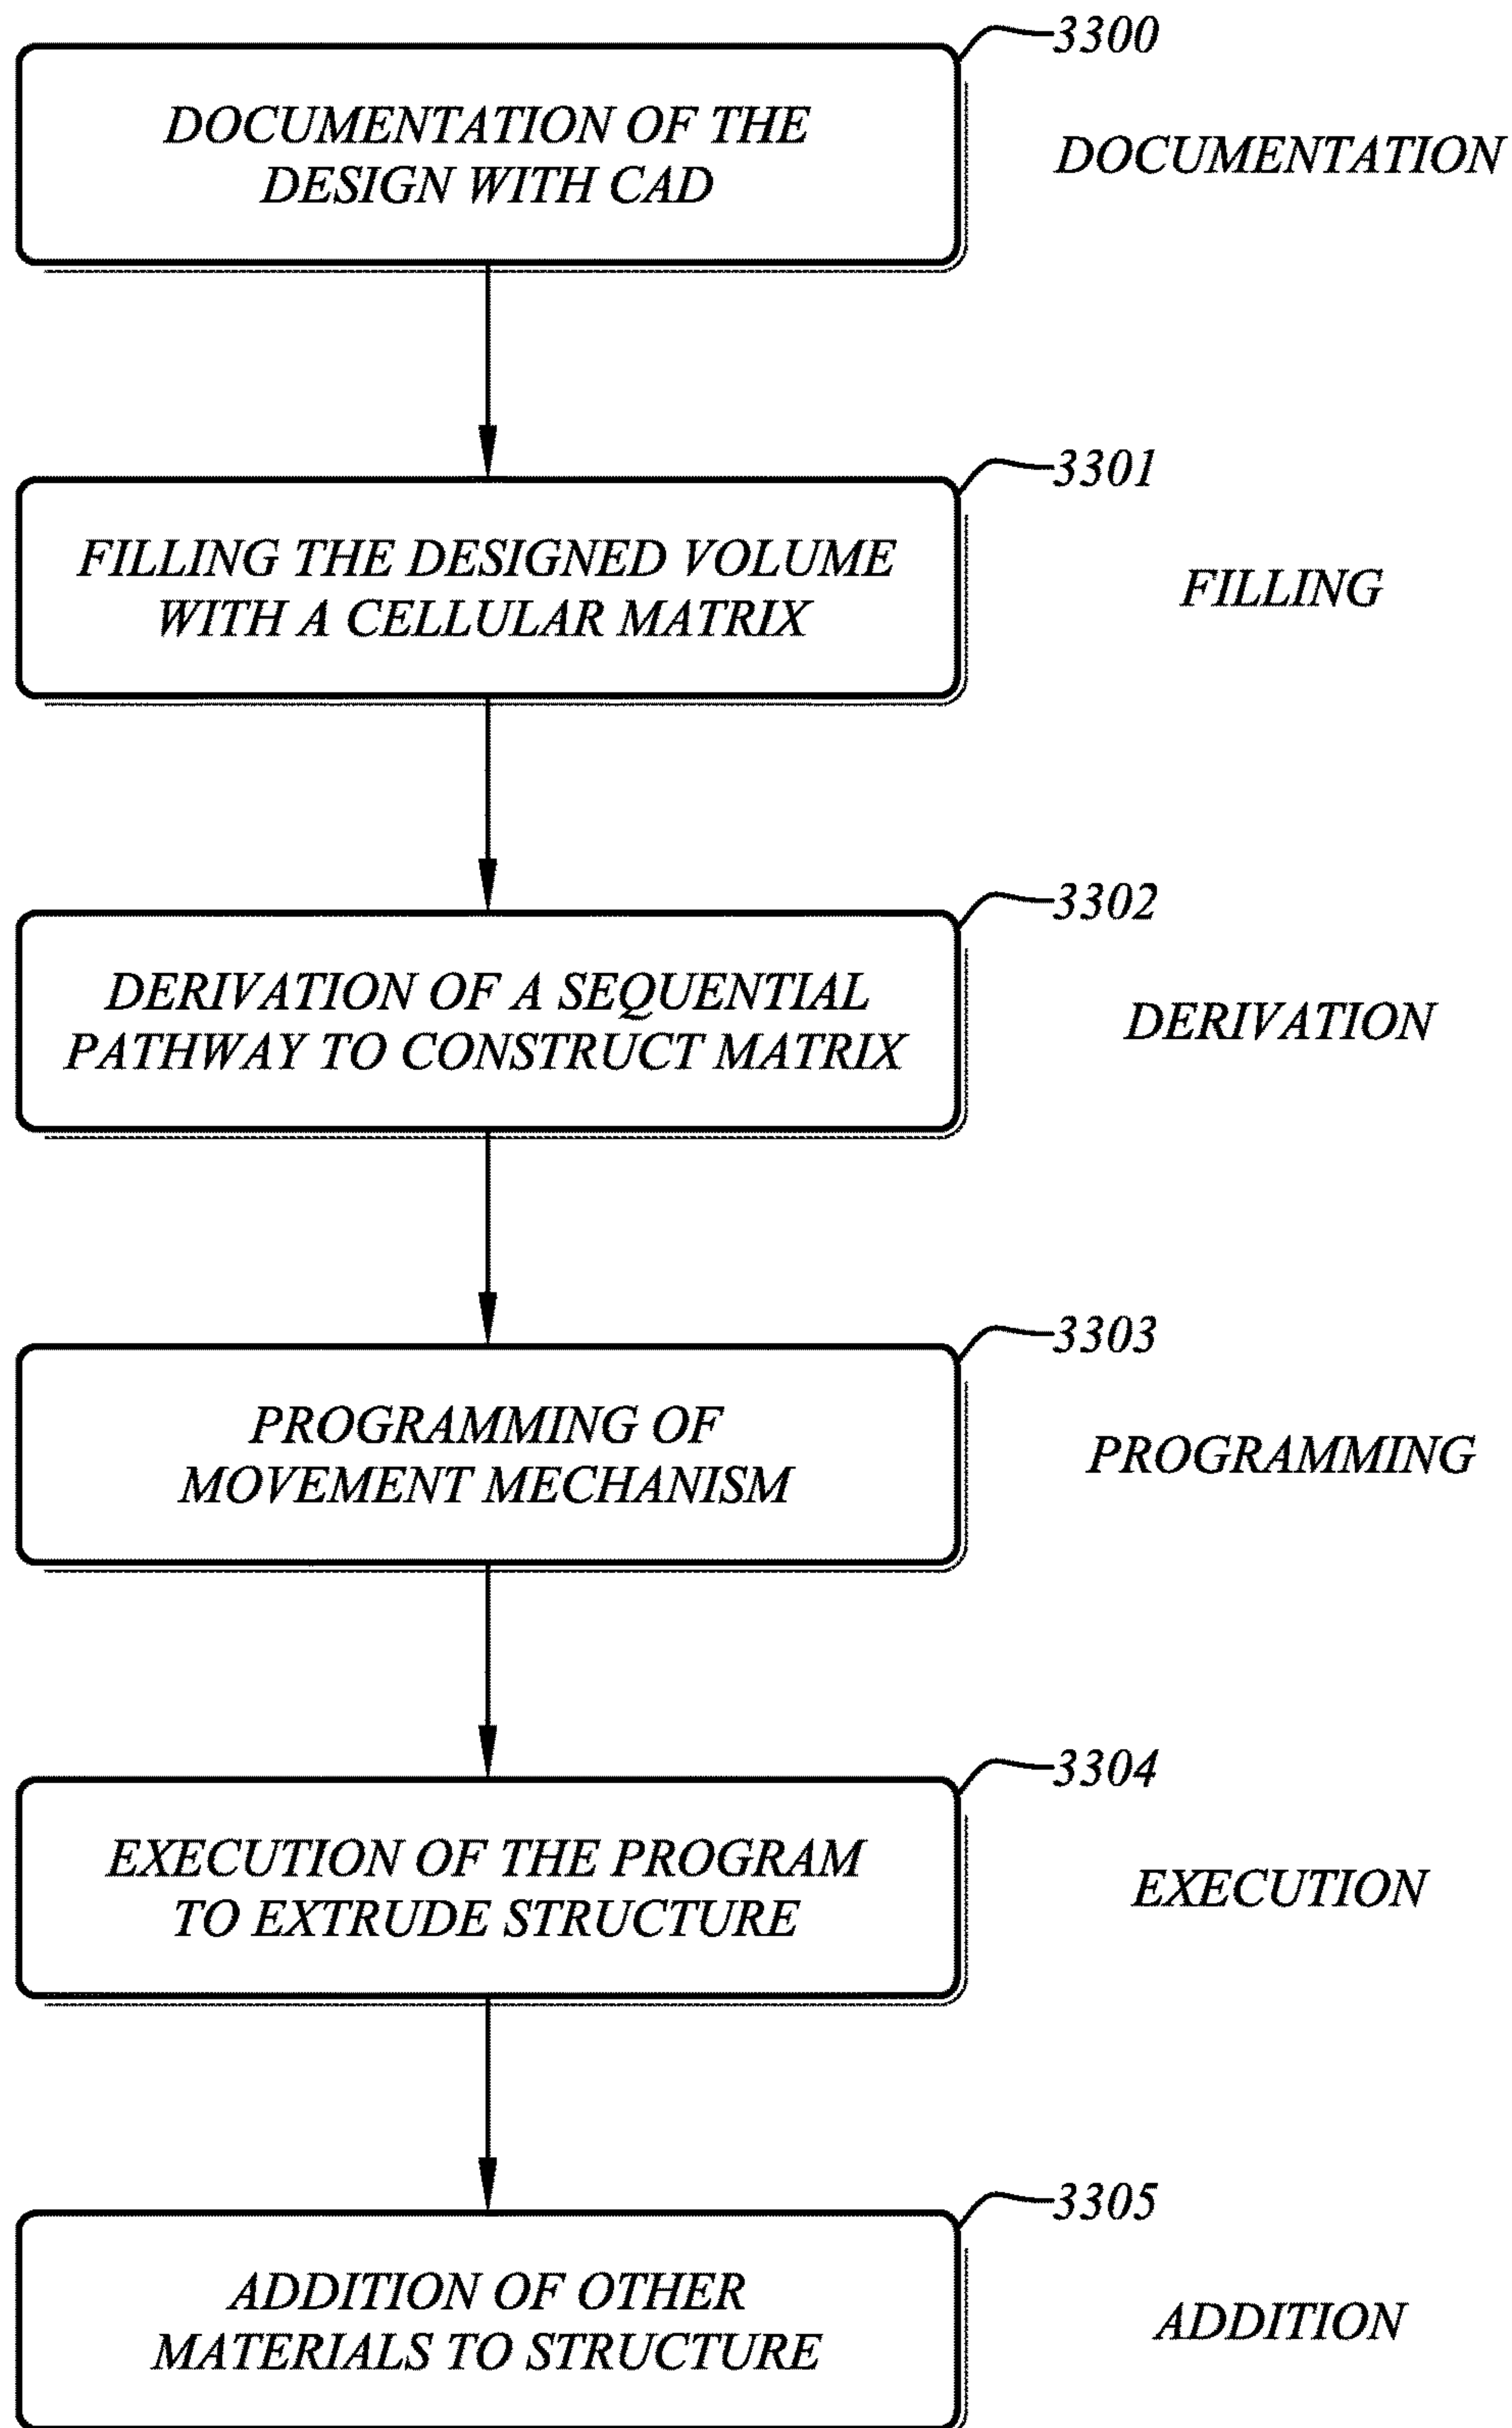 3300
DOCUMENTATION OF THE
DESIGN WITH CAD
DOCUMENTATION
3301
FILLING THE DESIGNED VOLUME
WITH A CELLULAR MATRIX
FILLING
3302
DERIVATION OF A SEQUENTIAL
PATHWAY TO CONSTRUCT MATRIX
DERIVATION
3303
PROGRAMMING OF
MOVEMENT MECHANISM
PROGRAMMING
3304
EXECUTION OF THE PROGRAM
TO EXTRUDE STRUCTURE
EXECUTION
3305
ADDITION OF OTHER
MATERIALS TO STRUCTURE
ADDITION